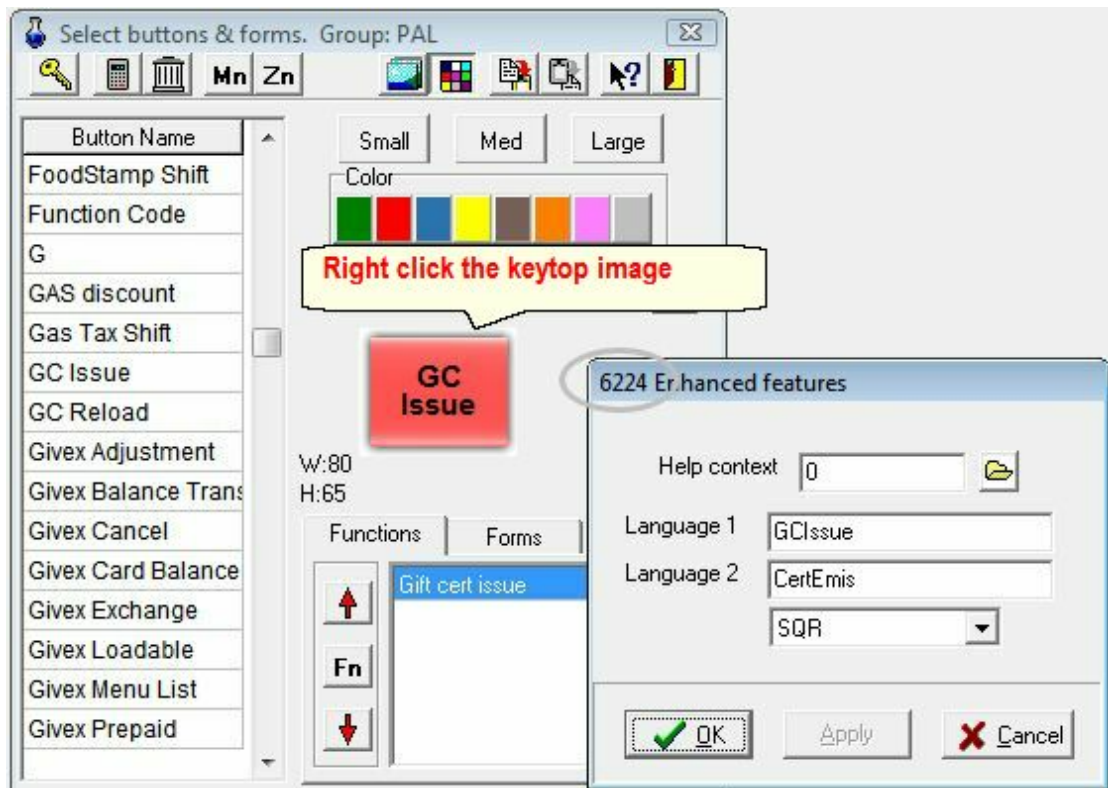 Select buttons & forms. Group: PAL
Mn Zn
Button Name
FoodStamp Shift
Function Code
G
GAS discount
Gas Tax Shift
GC Issue
GC Reload
Givex Adjustment
Givex Balance Trans
Givex Cancel
Givex Card Balance
Givex Exchange
Givex Loadable
Givex Menu List
Givex Prepaid
Small Med Large
Color
Right click the keytop image
GC
Issue
W:80
H:65
Functions Forms
Gift cert issue
Fn
6224 Enhanced features
Help context 0
Language 1 GCIssue
Language 2 CertEmis
SQR
OK Apply Cancel